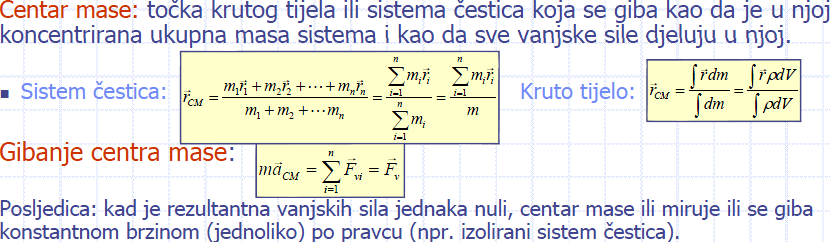 Centar mase: točka krutog tijela ili sistema čestica koja se giba kao da je u njoj
koncentrirana ukupna masa sistema i kao da sve vanjske sile djeluju u njoj.
▪ Sistem čestica: $\vec{r}_{CM} = \frac{m_1\vec{r}_1 + m_2\vec{r}_2 + \cdots + m_n\vec{r}_n}{m_1 + m_2 + \cdots m_n} = \frac{\sum_{i=1}^{n} m_i\vec{r}_i}{\sum_{i=1}^{n} m_i} = \frac{\sum_{i=1}^{n} m_i\vec{r}_i}{m}$ Kruto tijelo: $\vec{r}_{CM} = \frac{\int \vec{r}dm}{\int dm} = \frac{\int \vec{r}\rho dV}{\int \rho dV}$
Gibanje centra mase: $m\vec{a}_{CM} = \sum_{i=1}^{n} \vec{F}_{vi} = \vec{F}_v$
Posljedica: kad je rezultantna vanjskih sila jednaka nuli, centar mase ili miruje ili se giba
konstantnom brzinom (jednoliko) po pravcu (npr. izolirani sistem čestica).